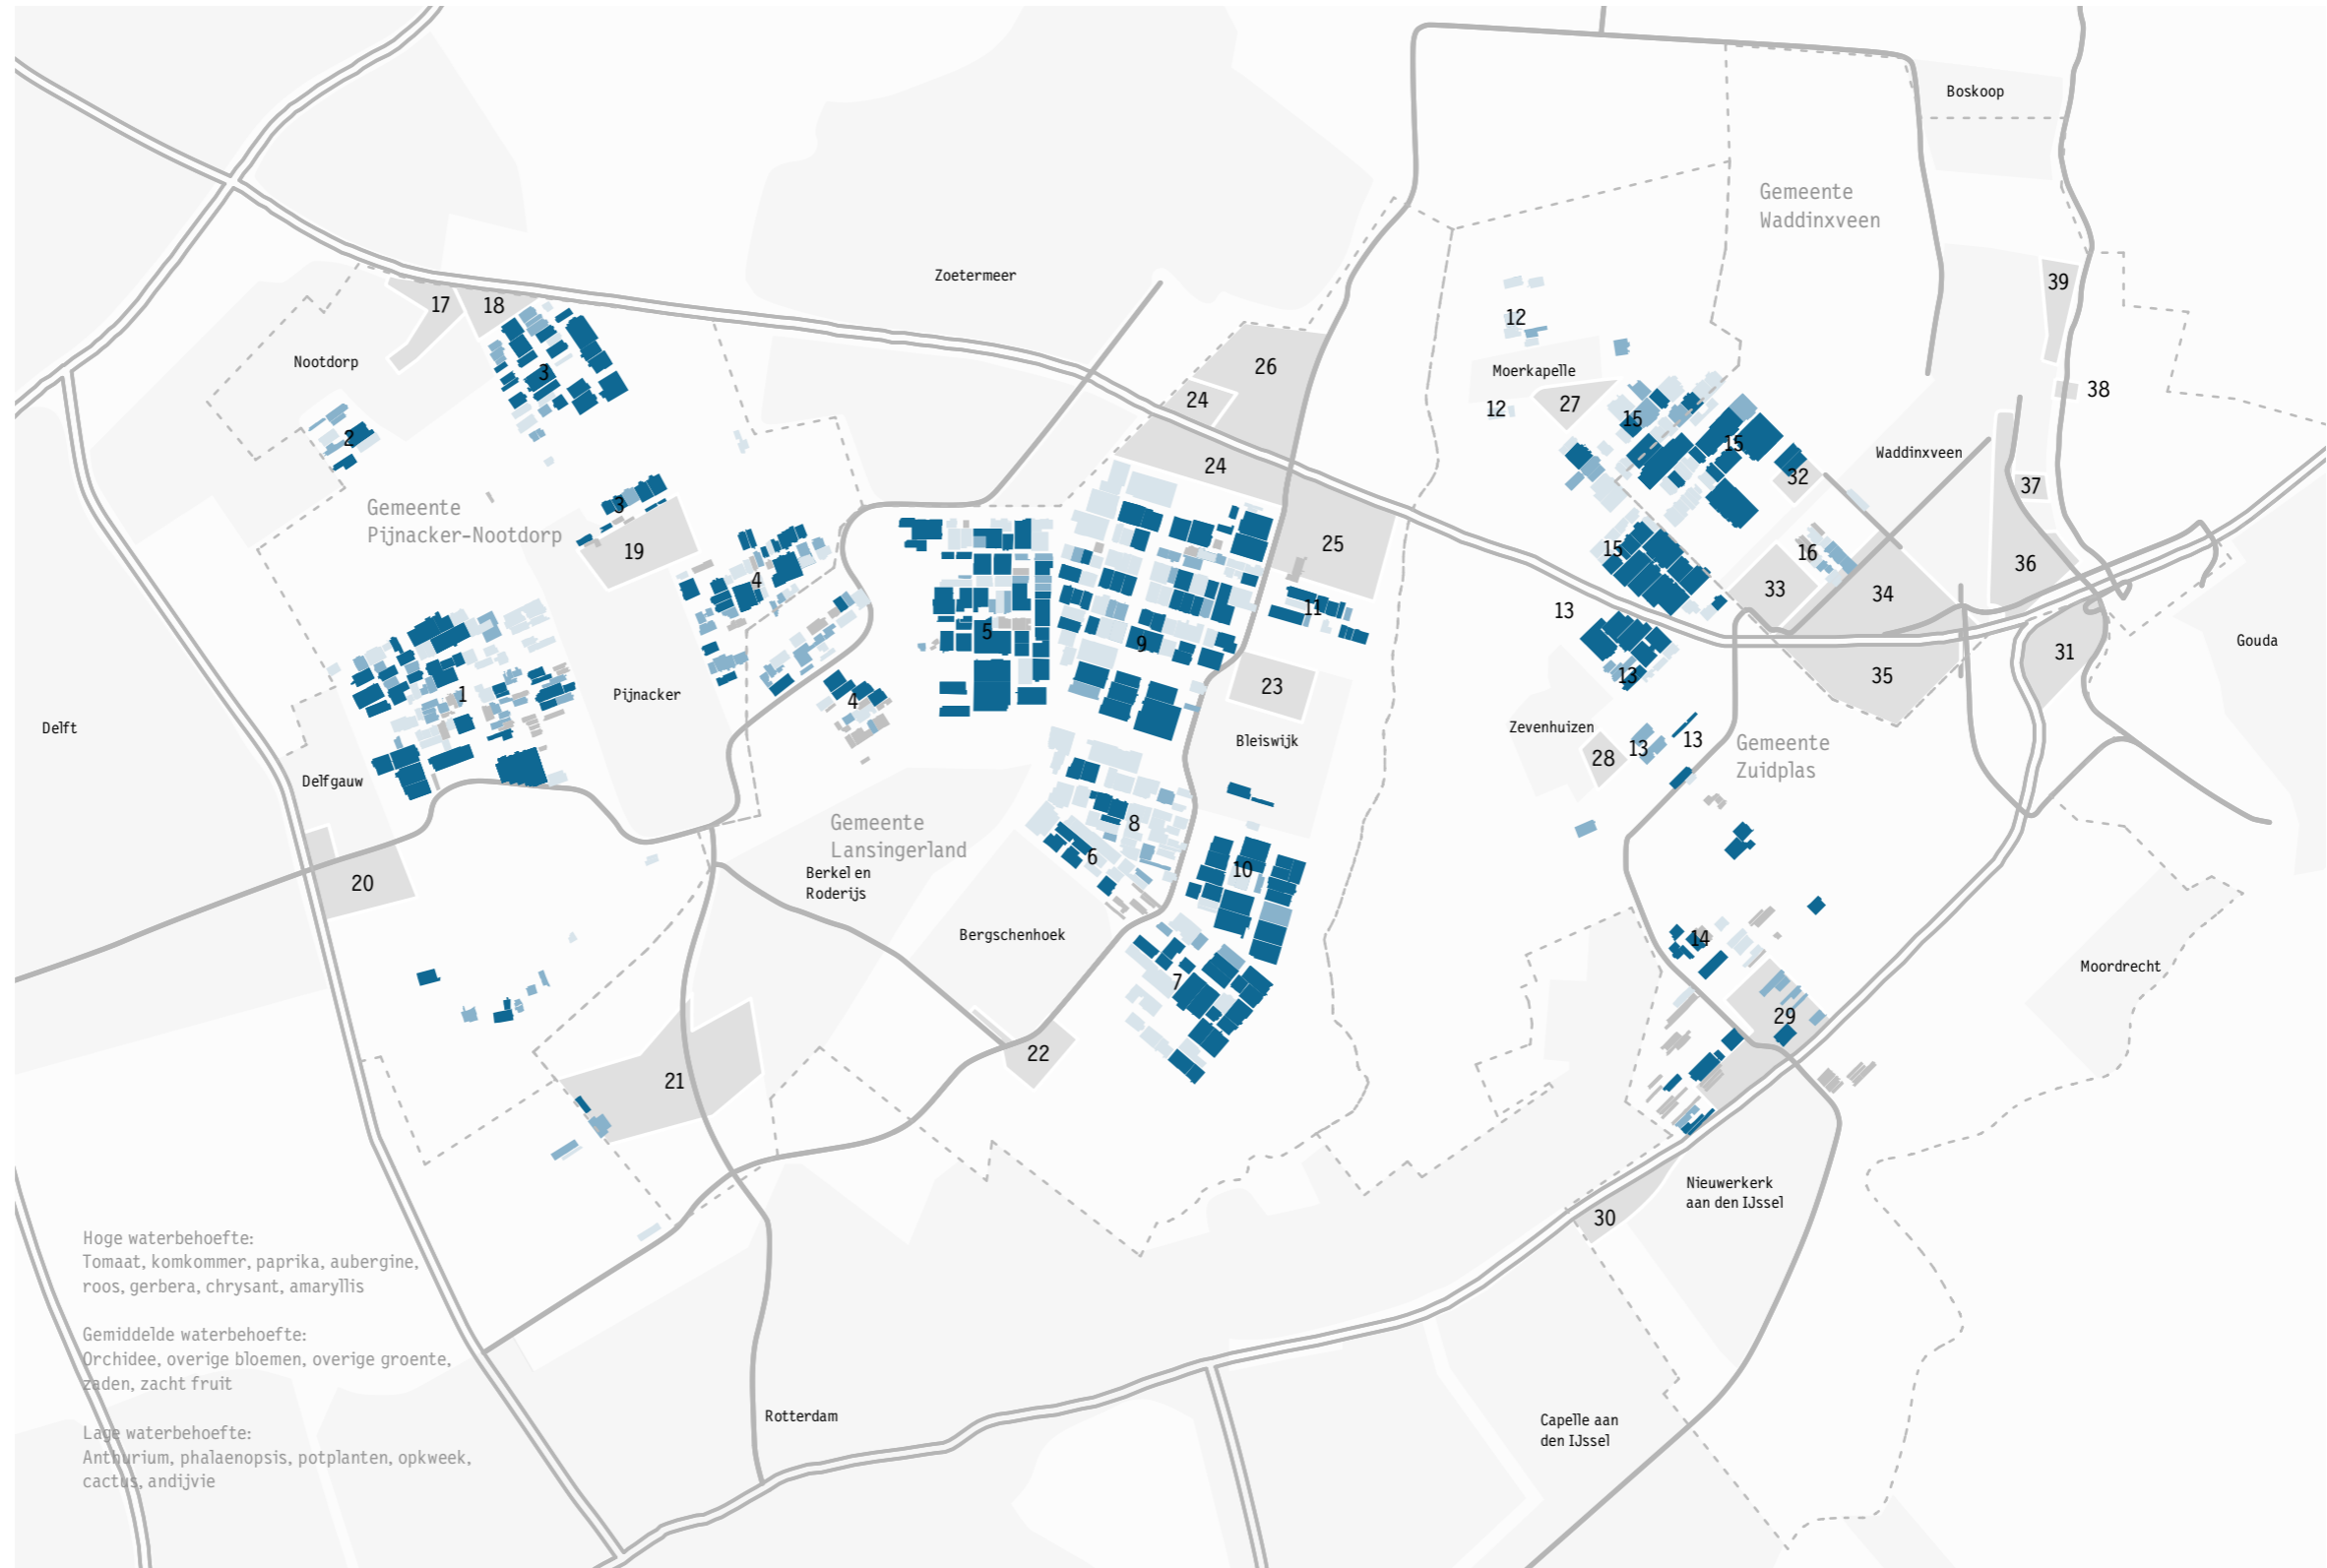 Boskoop
Gemeente
Waddinxveen
Zoetermeer
39
17
18
12
Nootdorp
3
26
Moerkapelle
38
24
12
27
15
2
15
Waddinxveen
24
32
37
3
Gemeente
Pijnacker-Nootdorp
19
25
15
16
36
4
33
34
11
13
5
9
Gouda
31
35
13
23
Pijnacker
1
4
Delft
Zevenhuizen
Bleiswijk
13
13
28
Gemeente
Zuidplas
Delfgauw
8
Gemeente
Lansingerland
6
Berkel en
Roderijs
10
20
Bergschenhoek
14
Moordrecht
7
29
22
21
Nieuwerkerk
aan den IJssel
30
Hoge waterbehoefte:
Tomaat, komkommer, paprika, aubergine,
roos, gerbera, chrysant, amaryllis
Gemiddelde waterbehoefte:
Orchidee, overige bloemen, overige groente,
zaden, zacht fruit
Lage waterbehoefte:
Anthurium, phalaenopsis, potplanten, opkweek,
cactus, andijvie
Rotterdam
Capelle aan
den IJssel